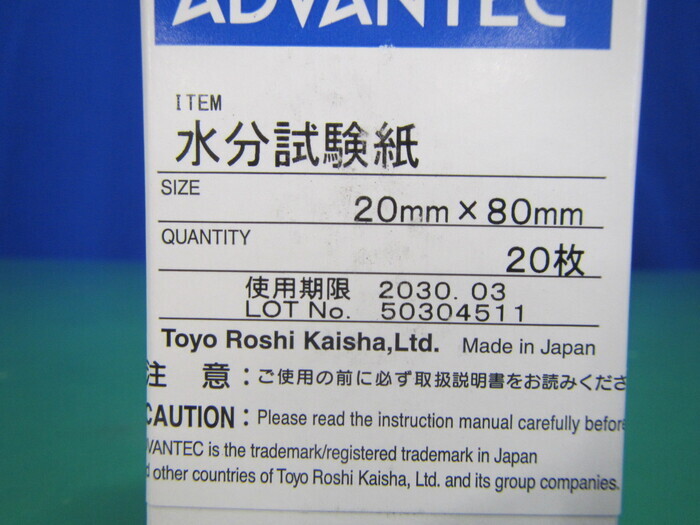 ADVANTEC
ITEM
水分試験紙
SIZE
20mm×80mm
QUANTITY
20枚
使用期限 2030.03
LOT No. 50304511
Toyo Roshi Kaisha,Ltd. Made in Japan
注 意：ご使用の前に必ず取扱説明書をお読みくださ
CAUTION：Please read the instruction manual carefully before
ADVANTEC is the trademark/registered trademark in Japan
other countries of Toyo Roshi Kaisha, Ltd. and its group companies.